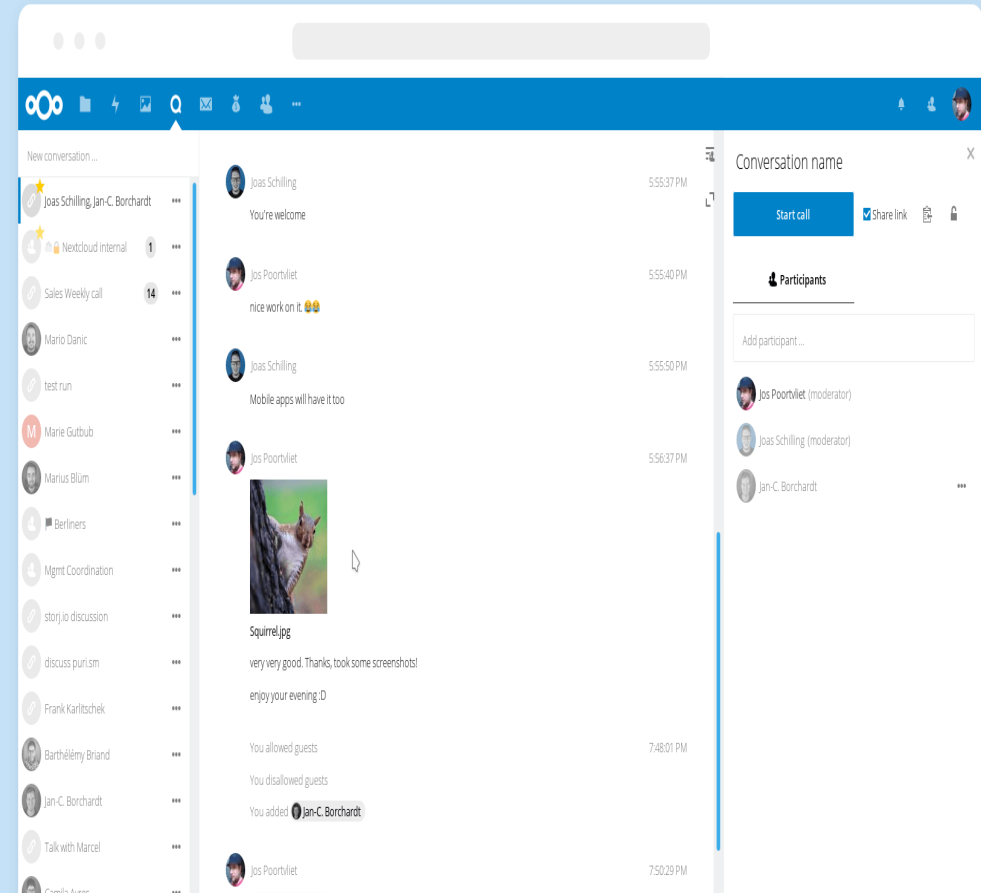 New conversation ...
Joas Schilling, Jan-C. Borchardt
Nextcloud internal 1
Sales Weekly call 14
Mario Danic
test run
M Marie Gutbub
Marius Blüm
Berliners
Mgmt Coordination
storj.io discussion
discuss puri.sm
Frank Karlitschek
Barthélémy Briand
Jan-C. Borchardt
Talk with Marcel
Camila Ayres
Joas Schilling 5:55:37 PM
You're welcome
Jos Poortvliet 5:55:40 PM
nice work on it. 😂😂
Joas Schilling 5:55:50 PM
Mobile apps will have it too
Jos Poortvliet 5:56:37 PM
Squirrel.jpg
very very good. Thanks, took some screenshots!
enjoy your evening :D
You allowed guests 7:48:01 PM
You disallowed guests
You added Jan-C. Borchardt
Jos Poortvliet 7:50:29 PM
Conversation name X
Start call Share link
Participants
Add participant ...
Jos Poortvliet (moderator)
Joas Schilling (moderator)
Jan-C. Borchardt